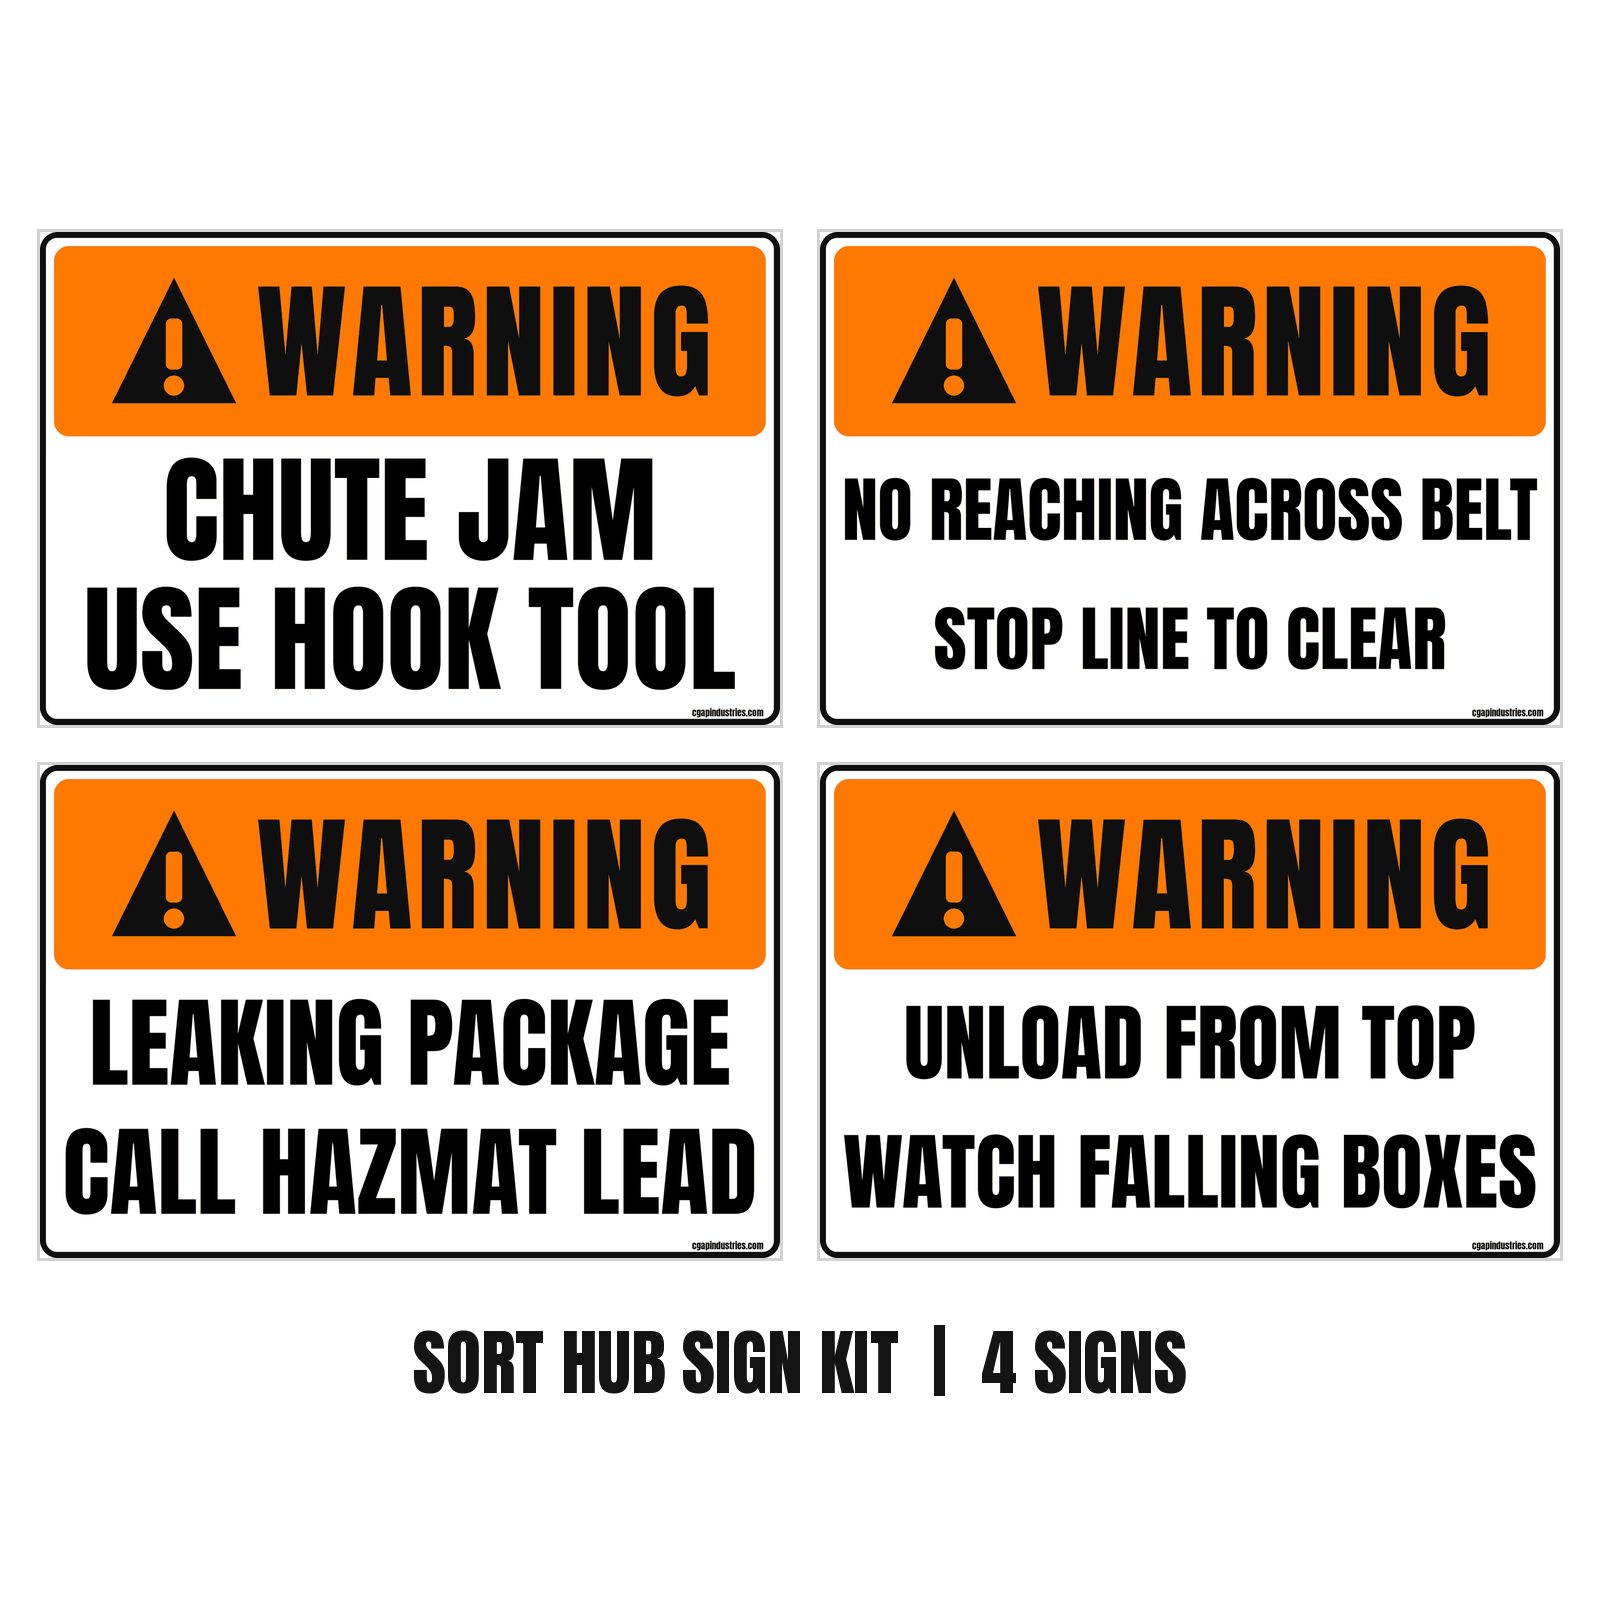 WARNING
CHUTE JAM
USE HOOK TOOL
cgapindustries.com
WARNING
NO REACHING ACROSS BELT
STOP LINE TO CLEAR
cgapindustries.com
WARNING
LEAKING PACKAGE
CALL HAZMAT LEAD
cgapindustries.com
WARNING
UNLOAD FROM TOP
WATCH FALLING BOXES
cgapindustries.com
SORT HUB SIGN KIT | 4 SIGNS